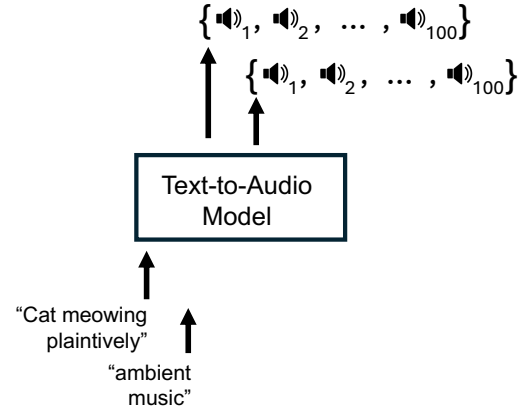 {🔊1, 🔊2, ... , 🔊100}
{🔊1, 🔊2, ... , 🔊100}
Text-to-Audio
Model
“Cat meowing
plaintively”
“ambient
music”